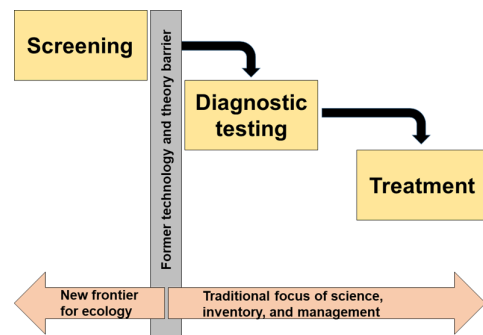 Screening
Former technology and theory barrier
Diagnostic
testing
Treatment
New frontier
for ecology
Traditional focus of science,
inventory, and management